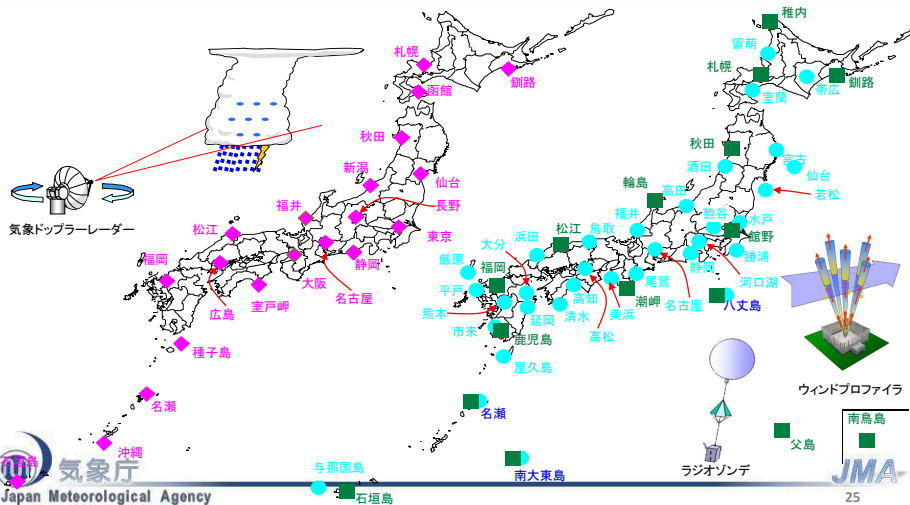 札幌
釧路
函館
秋田
新潟
仙台
福井
長野
松江
東京
福岡
静岡
大阪
名古屋
広島
室戸岬
種子島
名瀬
沖縄
石垣島
気象ドップラーレーダー
稚内
留萌
札幌
釧路
帯広
室蘭
秋田
宮古
酒田
仙台
若松
輪島
高田
福井
熊谷
水戸
館野
松江
鳥取
浜田
大分
厳原
福岡
平戸
熊本
市来
鹿児島
延岡
清水
高知
高松
美浜
潮岬
尾鷲
名古屋
静岡
河口湖
勝浦
八丈島
屋久島
名瀬
南大東島
与那国島
石垣島
父島
南鳥島
ラジオゾンデ
ウィンドプロファイラ
気象庁
Japan Meteorological Agency
JMA
25